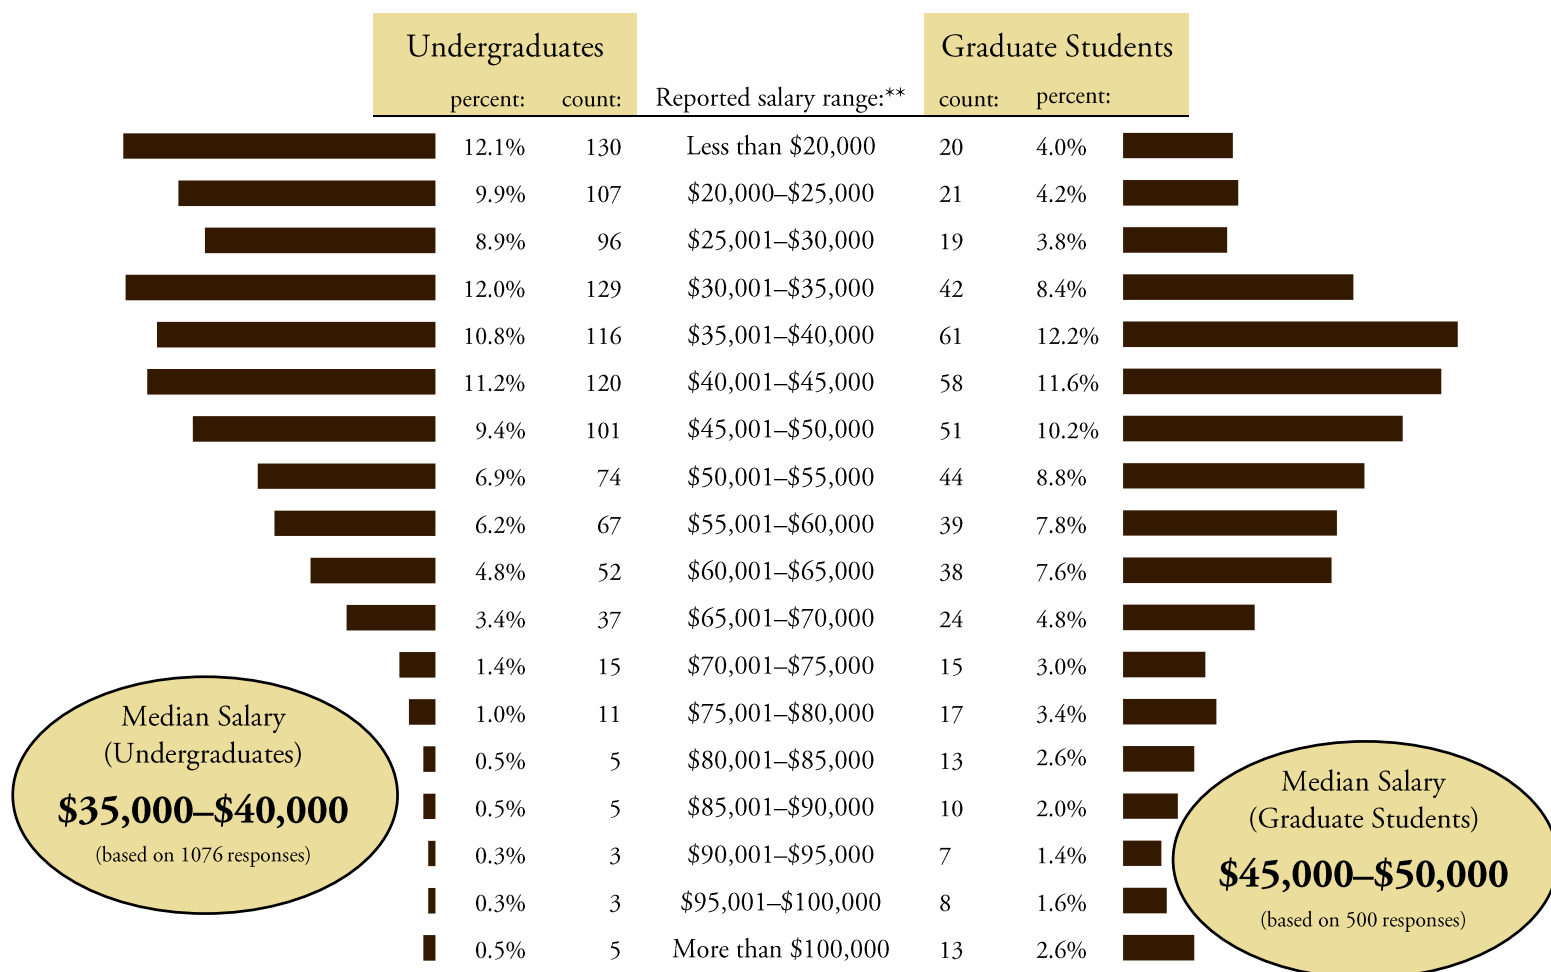 Undergraduates Graduate Students
percent: count: Reported salary range:** count: percent:
12.1% 130 Less than $20,000 20 4.0%
9.9% 107 $20,000–$25,000 21 4.2%
8.9% 96 $25,001–$30,000 19 3.8%
12.0% 129 $30,001–$35,000 42 8.4%
10.8% 116 $35,001–$40,000 61 12.2%
11.2% 120 $40,001–$45,000 58 11.6%
9.4% 101 $45,001–$50,000 51 10.2%
6.9% 74 $50,001–$55,000 44 8.8%
6.2% 67 $55,001–$60,000 39 7.8%
4.8% 52 $60,001–$65,000 38 7.6%
3.4% 37 $65,001–$70,000 24 4.8%
1.4% 15 $70,001–$75,000 15 3.0%
1.0% 11 $75,001–$80,000 17 3.4%
0.5% 5 $80,001–$85,000 13 2.6%
0.5% 5 $85,001–$90,000 10 2.0%
0.3% 3 $90,001–$95,000 7 1.4%
0.3% 3 $95,001–$100,000 8 1.6%
0.5% 5 More than $100,000 13 2.6%
Median Salary
(Undergraduates)
$35,000–$40,000
(based on 1076 responses)
Median Salary
(Graduate Students)
$45,000–$50,000
(based on 500 responses)